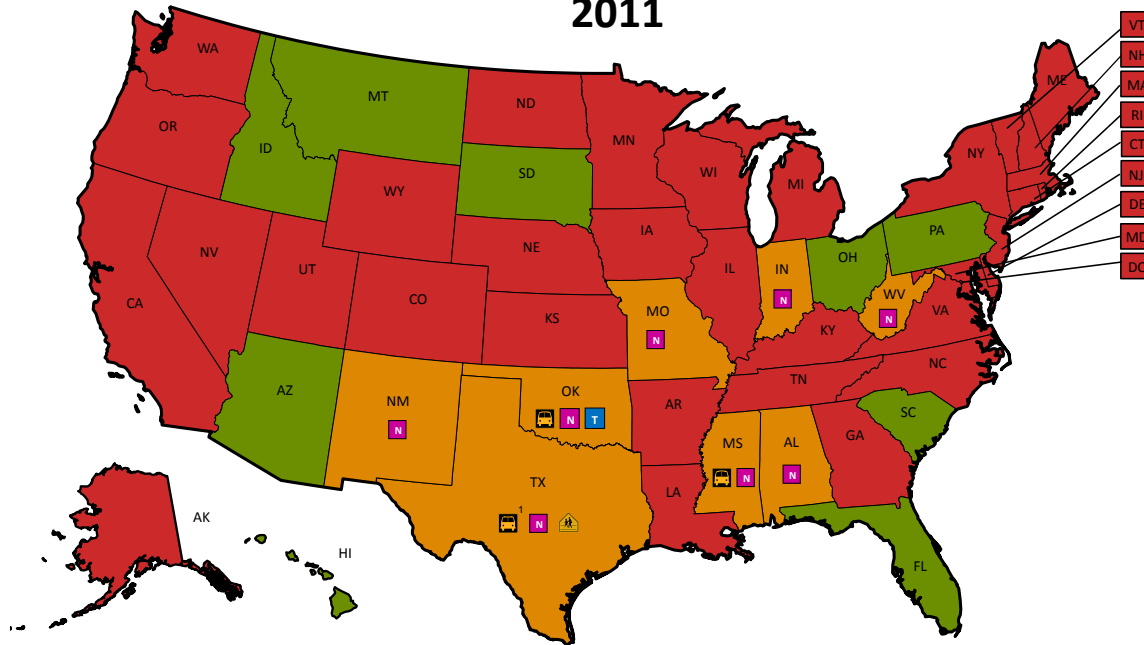 2011
VT
NH
MA
RI
CT
NJ
DE
MD
DC
WA
MT
ND
MN
ME
OR
ID
SD
WI
MI
NY
WY
IA
PA
NE
NV
UT
IL
IN
N
OH
WV
N
VA
CA
CO
KS
MO
N
KY
NC
TN
AZ
NM
N
OK
N
T
AR
SC
MS
N
AL
N
GA
TX
1
N
LA
AK
HI
FL